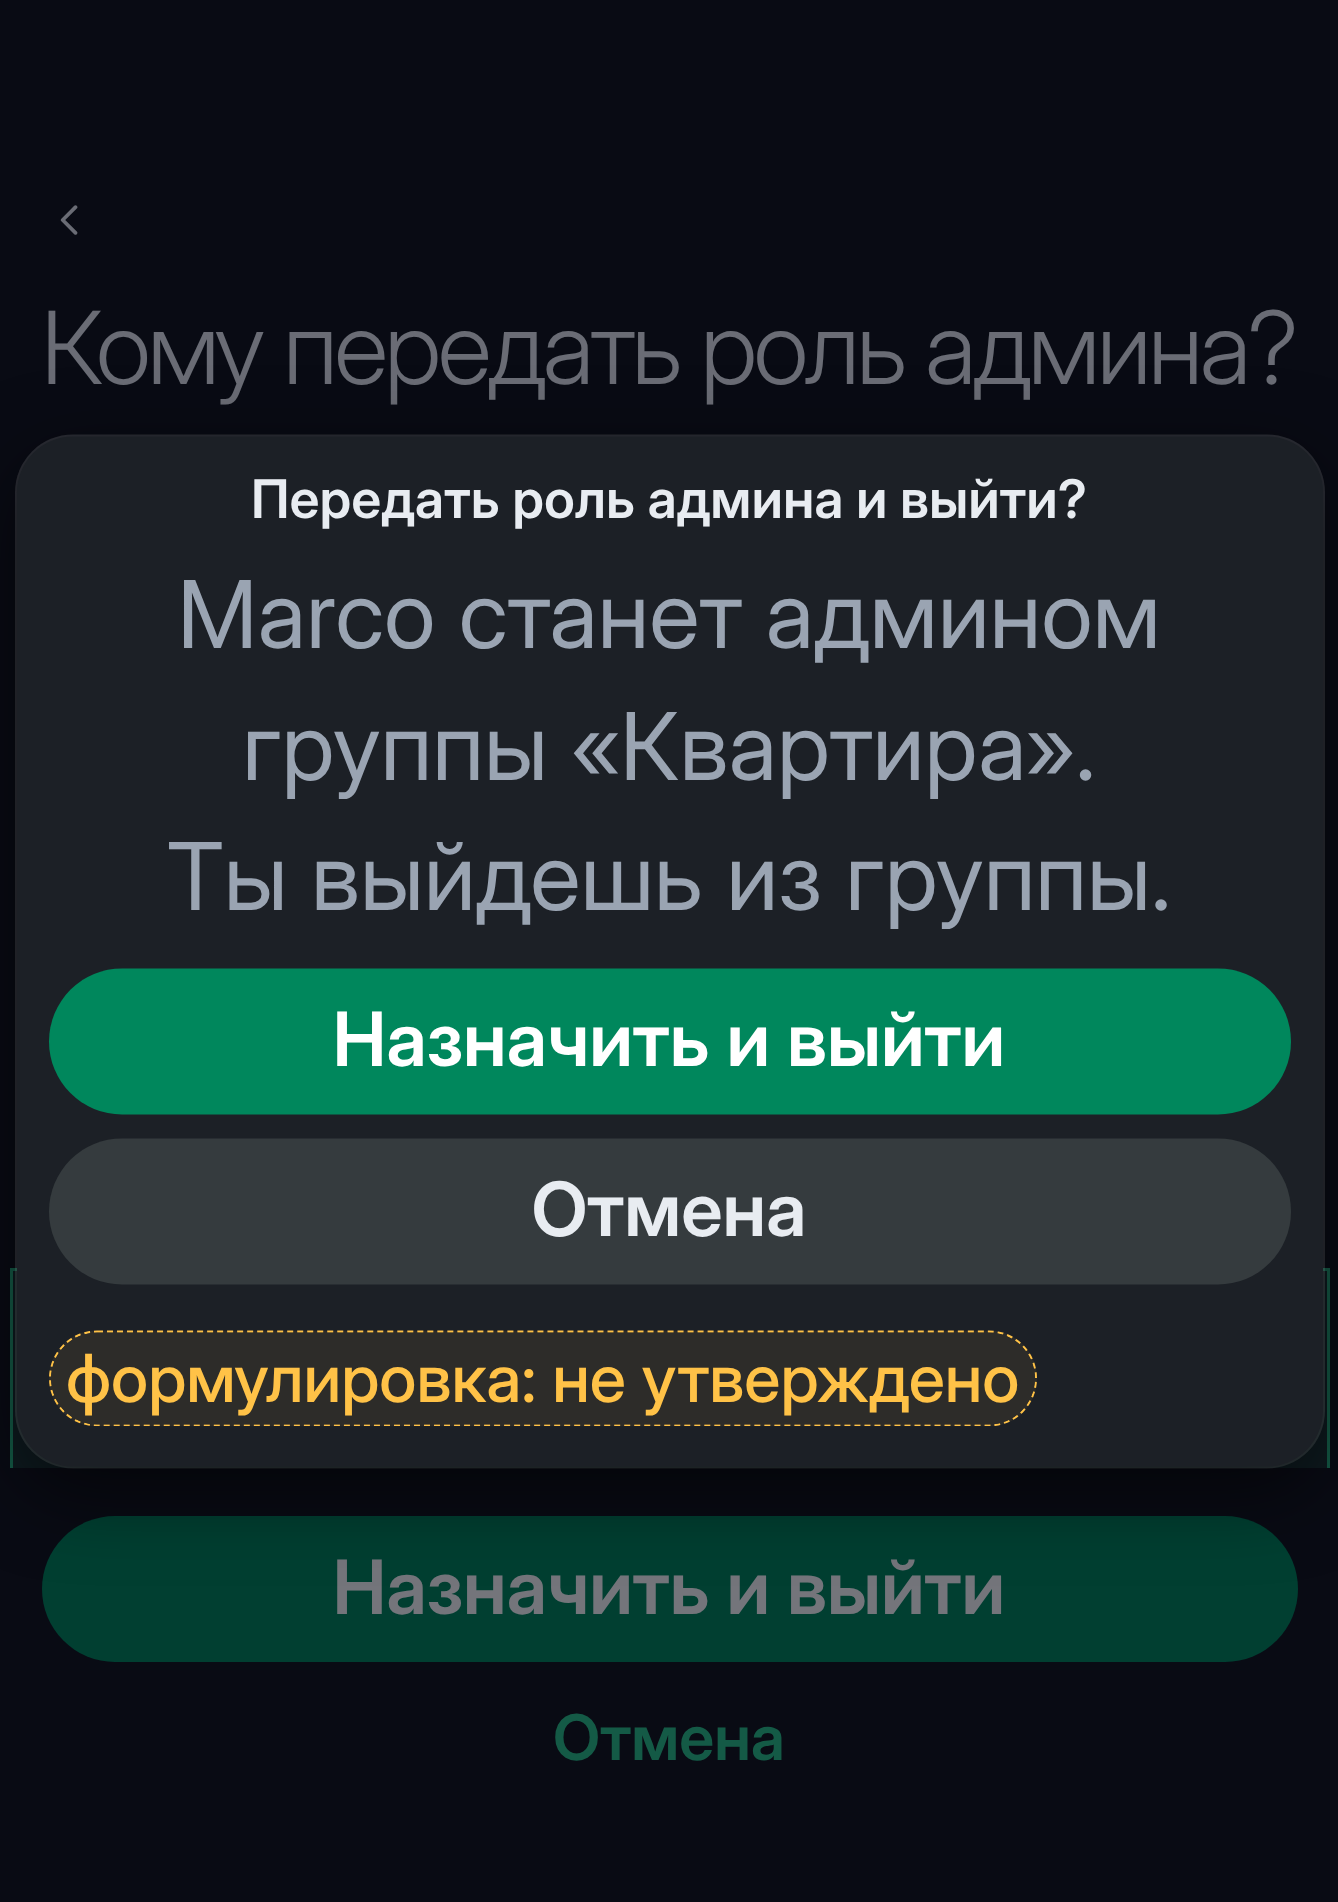 Кому передать роль админа?
Передать роль админа и выйти?
Marco станет админом
группы «Квартира».
Ты выйдешь из группы.
Назначить и выйти
Отмена
формулировка: не утверждено
Назначить и выйти
Отмена